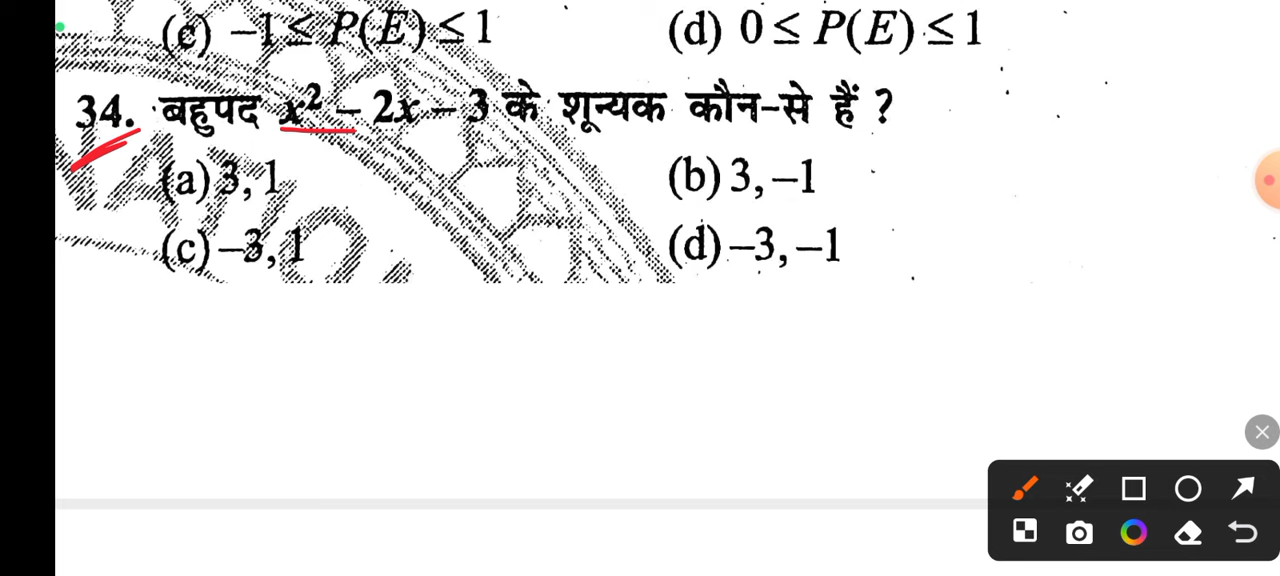 (c) −1 ≤ P(E) ≤ 1 (d) 0 ≤ P(E) ≤ 1
34. बहुपद x² − 2x − 3 के शून्यक कौन-से हैं ?
(a) 3, 1 (b) 3, −1
(c) −3, 1 (d) −3, −1